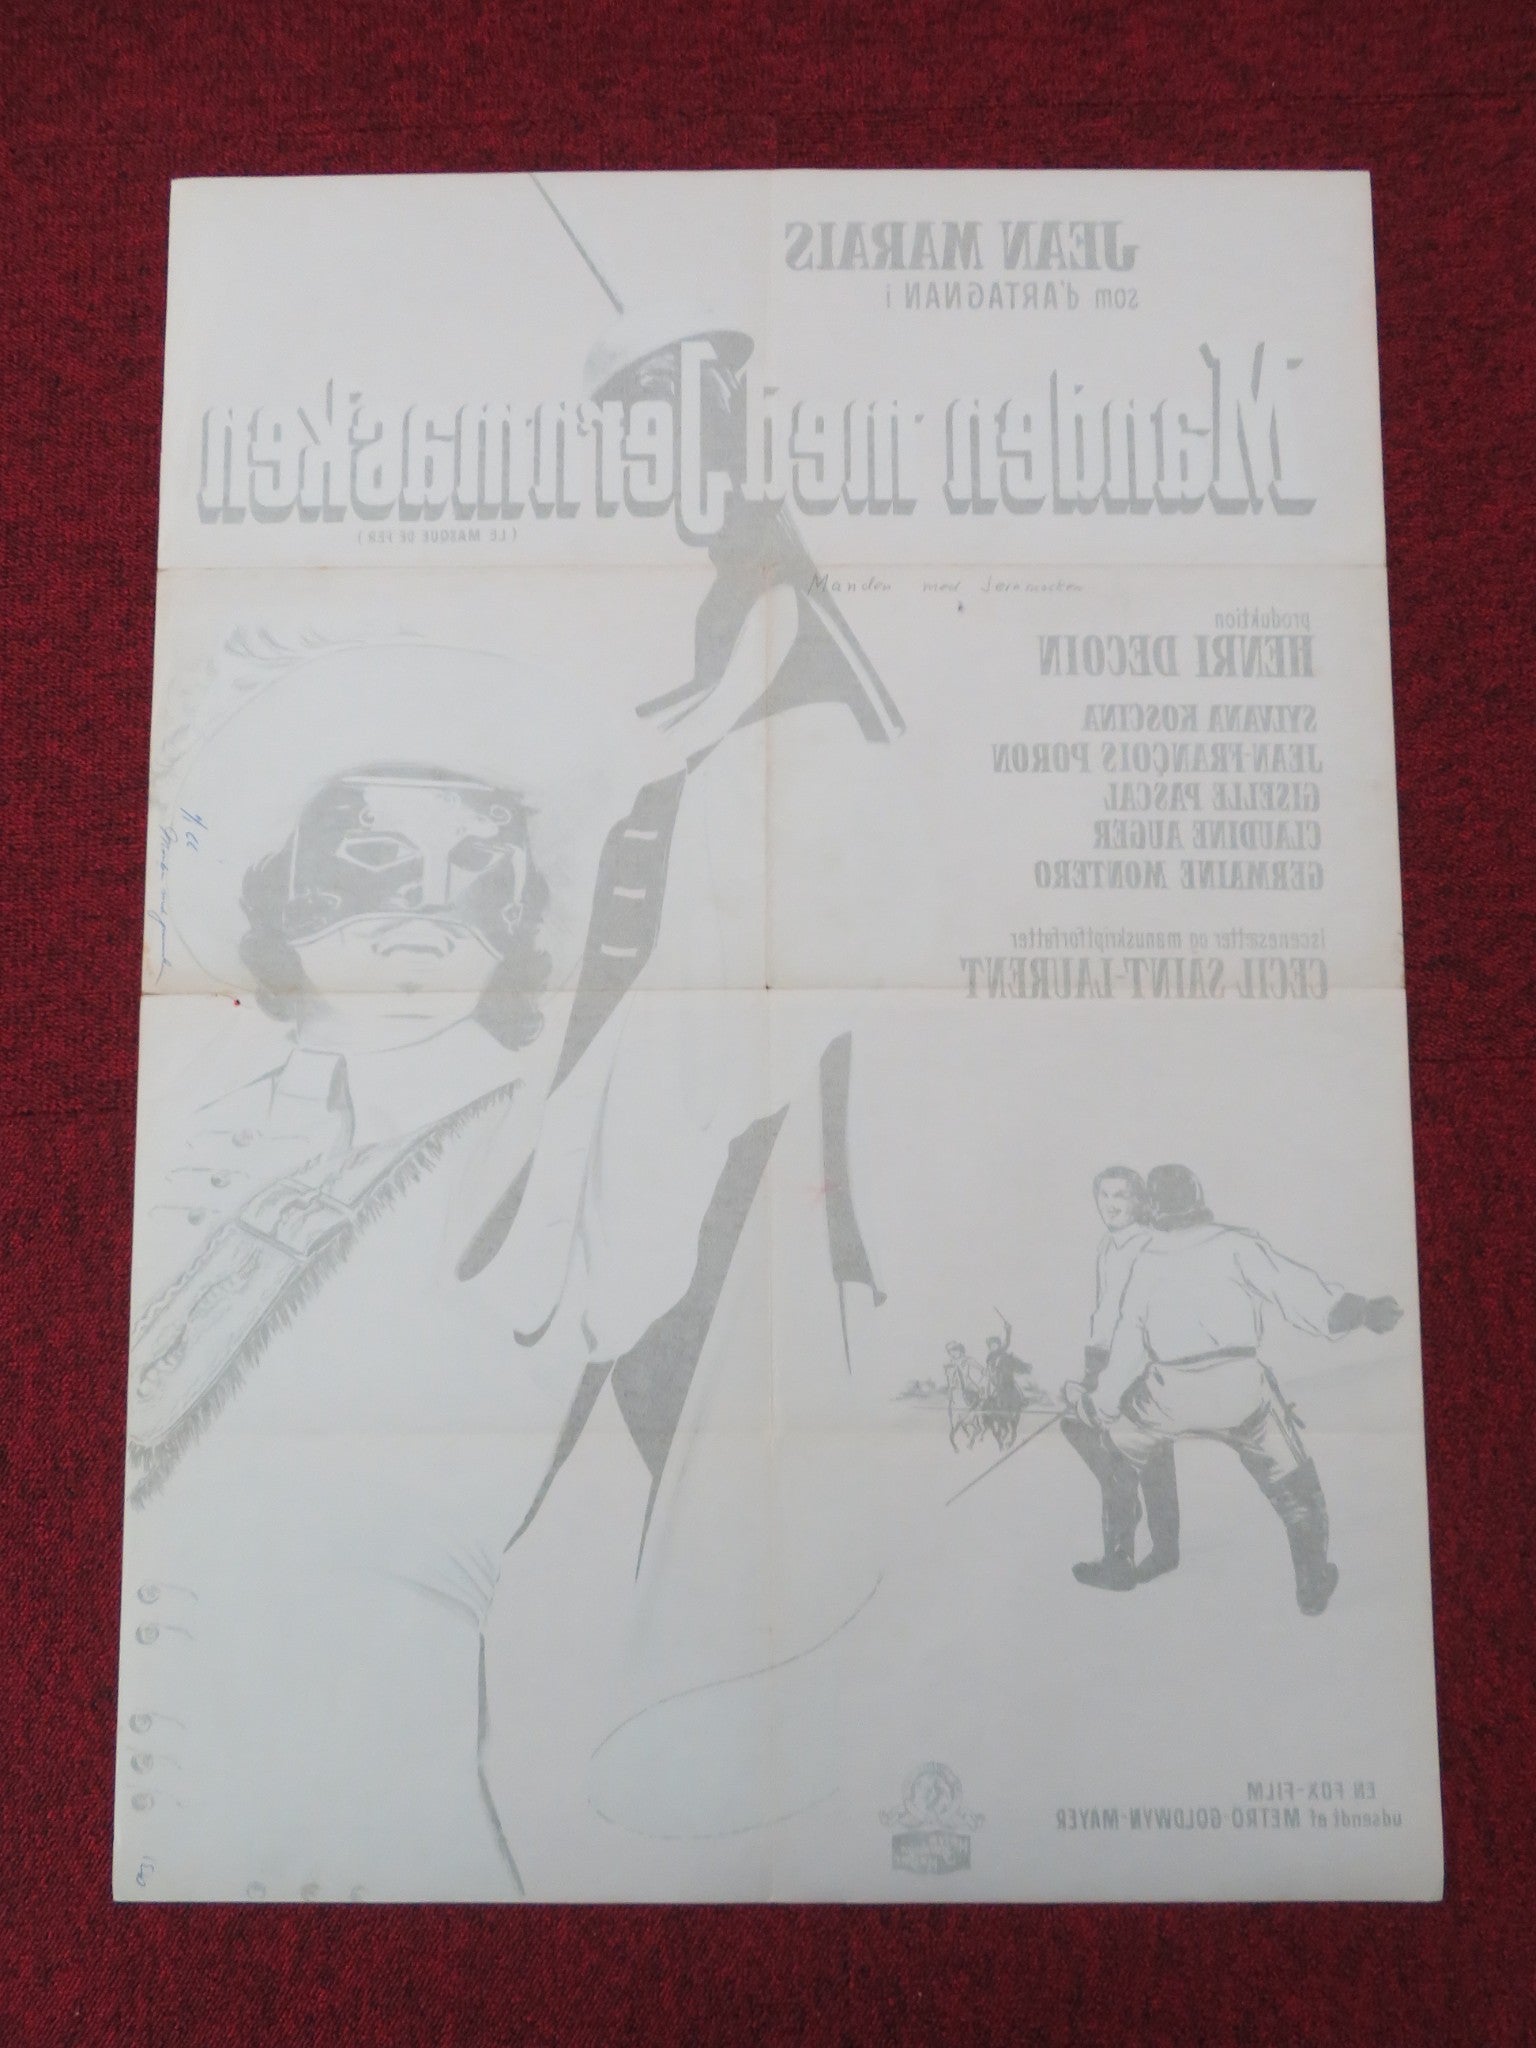 JEAN MARAIS
som d'ARTAGNAN i
Manden med Jernmasken
(LE MASQUE DE FER)
Manden med Jernmasken
produktion
HENRI DECOIN
SYLVANA KOSCINA
JEAN-FRANÇOIS PORON
GISELLE PASCAL
CLAUDINE AUGER
GERMAINE MONTERO
iscenesætter og manuskriptforfatter
CECIL SAINT-LAURENT
EN FOX-FILM
udsendt af METRO-GOLDWYN-MAYER